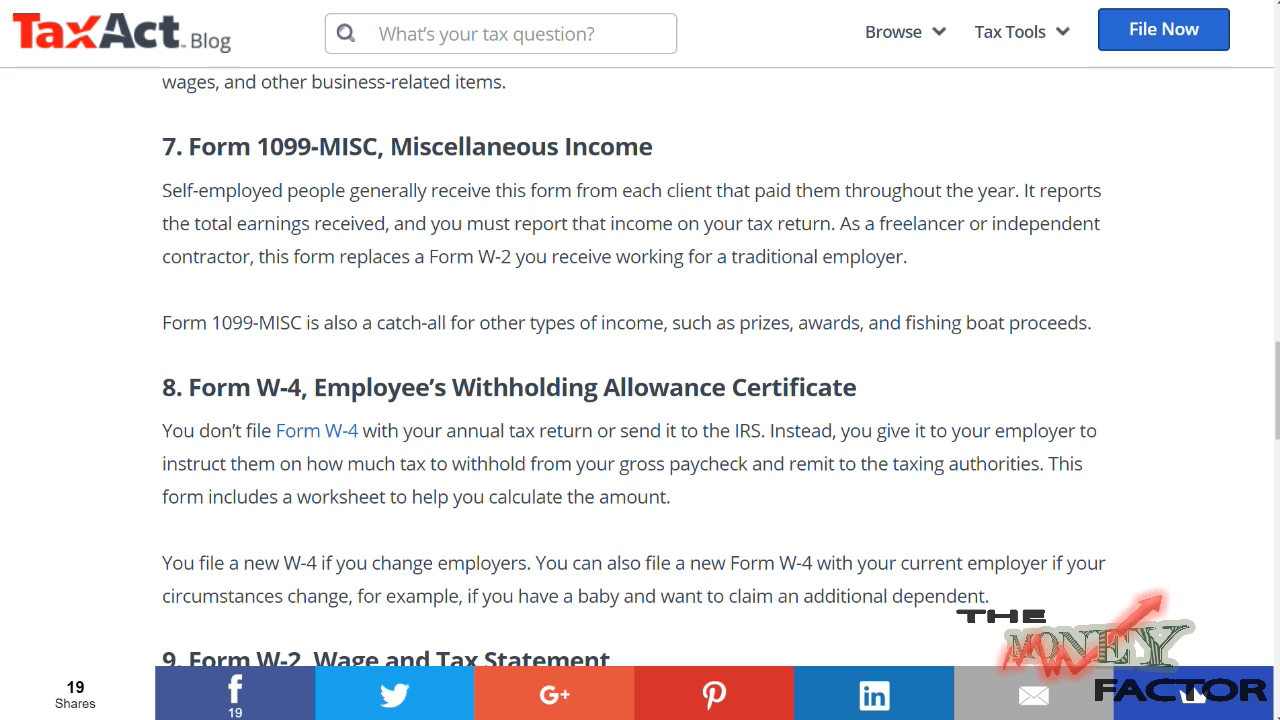 TaxAct Blog
What's your tax question?
Browse
Tax Tools
File Now
wages, and other business-related items.
7. Form 1099-MISC, Miscellaneous Income
Self-employed people generally receive this form from each client that paid them throughout the year. It reports
the total earnings received, and you must report that income on your tax return. As a freelancer or independent
contractor, this form replaces a Form W-2 you receive working for a traditional employer.
Form 1099-MISC is also a catch-all for other types of income, such as prizes, awards, and fishing boat proceeds.
8. Form W-4, Employee's Withholding Allowance Certificate
You don't file Form W-4 with your annual tax return or send it to the IRS. Instead, you give it to your employer to
instruct them on how much tax to withhold from your gross paycheck and remit to the taxing authorities. This
form includes a worksheet to help you calculate the amount.
You file a new W-4 if you change employers. You can also file a new Form W-4 with your current employer if your
circumstances change, for example, if you have a baby and want to claim an additional dependent.
THE
MONEY
FACTOR
9. Form W-2, Wage and Tax Statement
19
Shares
f
19
G+
in